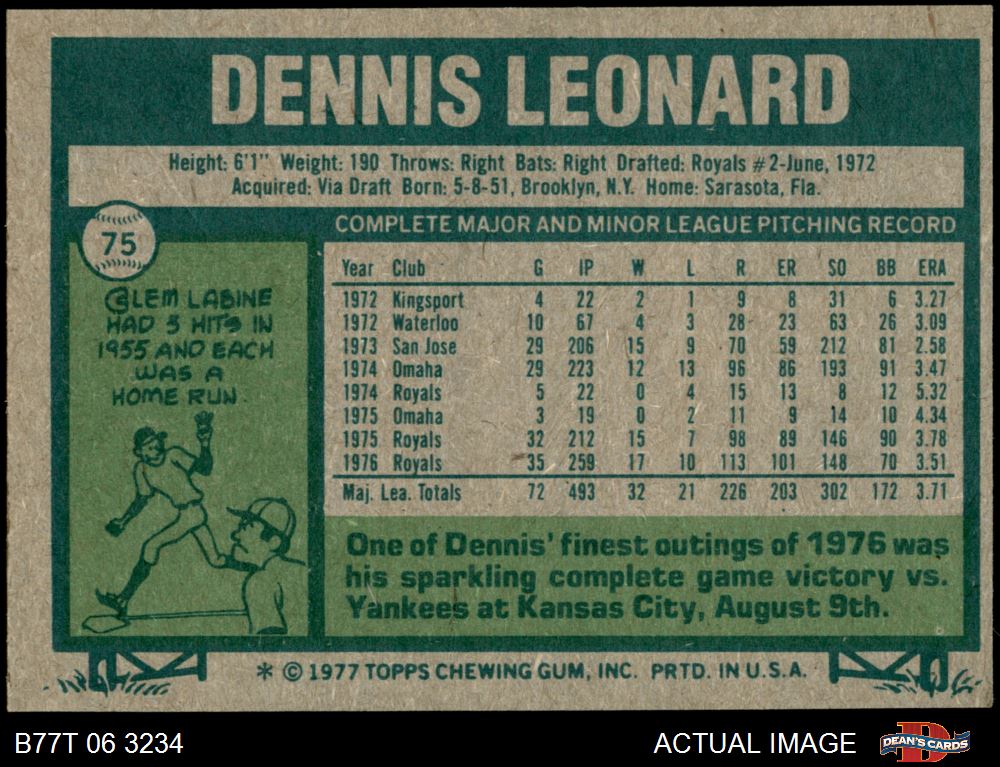 DENNIS LEONARD
Height: 6'1" Weight: 190 Throws: Right Bats: Right Drafted: Royals #2-June, 1972
Acquired: Via Draft Born: 5-8-51, Brooklyn, N.Y. Home: Sarasota, Fla.
75
CLEM LABINE
HAD 3 HITS IN
1955 AND EACH
WAS A
HOME RUN.
COMPLETE MAJOR AND MINOR LEAGUE PITCHING RECORD
Year Club G IP W L R ER SO BB ERA
1972 Kingsport 4 22 2 1 9 8 31 6 3.27
1972 Waterloo 10 67 4 3 28 23 63 26 3.09
1973 San Jose 29 206 15 9 70 59 212 81 2.58
1974 Omaha 29 223 12 13 96 86 193 91 3.47
1974 Royals 5 22 0 4 15 13 8 12 5.32
1975 Omaha 3 19 0 2 11 9 14 10 4.34
1975 Royals 32 212 15 7 98 89 146 90 3.78
1976 Royals 35 259 17 10 113 101 148 70 3.51
Maj. Lea. Totals 72 493 32 21 226 203 302 172 3.71
One of Dennis' finest outings of 1976 was
his sparkling complete game victory vs.
Yankees at Kansas City, August 9th.
* © 1977 TOPPS CHEWING GUM, INC. PRTD. IN U.S.A.
B77T 06 3234
ACTUAL IMAGE
DEAN'S CARDS